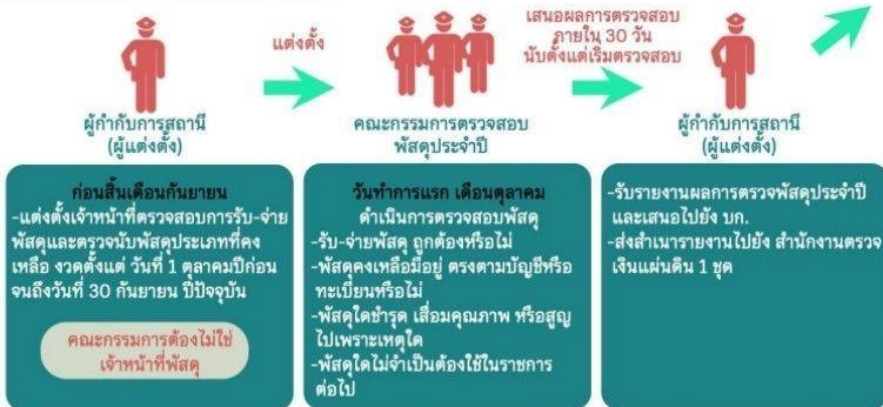 แต่งตั้ง
เสนอผลการตรวจสอบ
ภายใน 30 วัน
นับตั้งแต่เริ่มตรวจสอบ
ผู้กำกับการสถานี
(ผู้แต่งตั้ง)
คณะกรรมการตรวจสอบ
พัสดุประจำปี
ผู้กำกับการสถานี
(ผู้แต่งตั้ง)
ก่อนสิ้นเดือนกันยายน
-แต่งตั้งเจ้าหน้าที่ตรวจสอบการรับ-จ่าย
พัสดุและตรวจนับพัสดุประเภทที่คง
เหลือ งวดตั้งแต่ วันที่ 1 ตุลาคมปีก่อน
จนถึงวันที่ 30 กันยายน ปีปัจจุบัน
คณะกรรมการต้องไม่ใช่
เจ้าหน้าที่พัสดุ
วันทำการแรก เดือนตุลาคม
ดำเนินการตรวจสอบพัสดุ
-รับ-จ่ายพัสดุ ถูกต้องหรือไม่
-พัสดุคงเหลือมีอยู่ ตรงตามบัญชีหรือ
ทะเบียนหรือไม่
-พัสดุใดชำรุด เสื่อมคุณภาพ หรือสูญ
ไปเพราะเหตุใด
-พัสดุใดไม่จำเป็นต้องใช้ในราชการ
ต่อไป
-รับรายงานผลการตรวจพัสดุประจำปี
และเสนอไปยัง บก.
-ส่งสำเนารายงานไปยัง สำนักงานตรวจ
เงินแผ่นดิน 1 ชุด